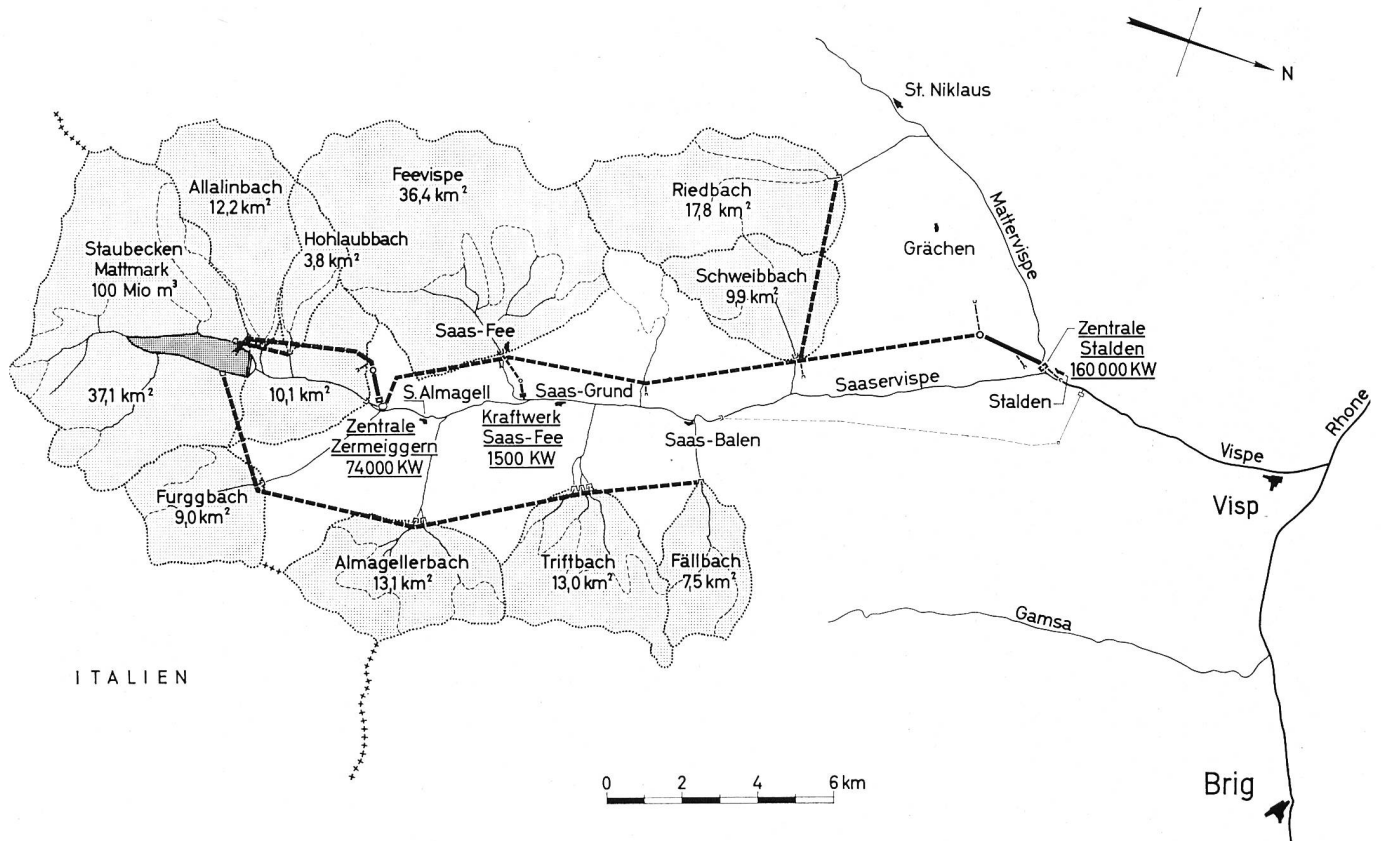 N
St. Niklaus
Allalinbach
12,2 km²
Feevispe
36,4 km²
Riedbach
17,8 km²
Mattervispe
Hohlaubbach
3,8 km²
Grächen
Staubecken
Mattmark
100 Mio m³
Schweibbach
9,9 km²
Saas-Fee
Zentrale
Stalden
160 000 KW
37,1 km²
10,1 km²
S. Almagell
Saas-Grund
Saaservispe
Stalden
Rhone
Zentrale
Zermeiggern
74000 KW
Kraftwerk
Saas-Fee
1500 KW
Saas-Balen
Vispe
Visp
Furggbach
9,0 km²
Almagellerbach
13,1 km²
Triftbach
13,0 km²
Fällbach
7,5 km²
Gamsa
ITALIEN
0 2 4 6 km
Brig